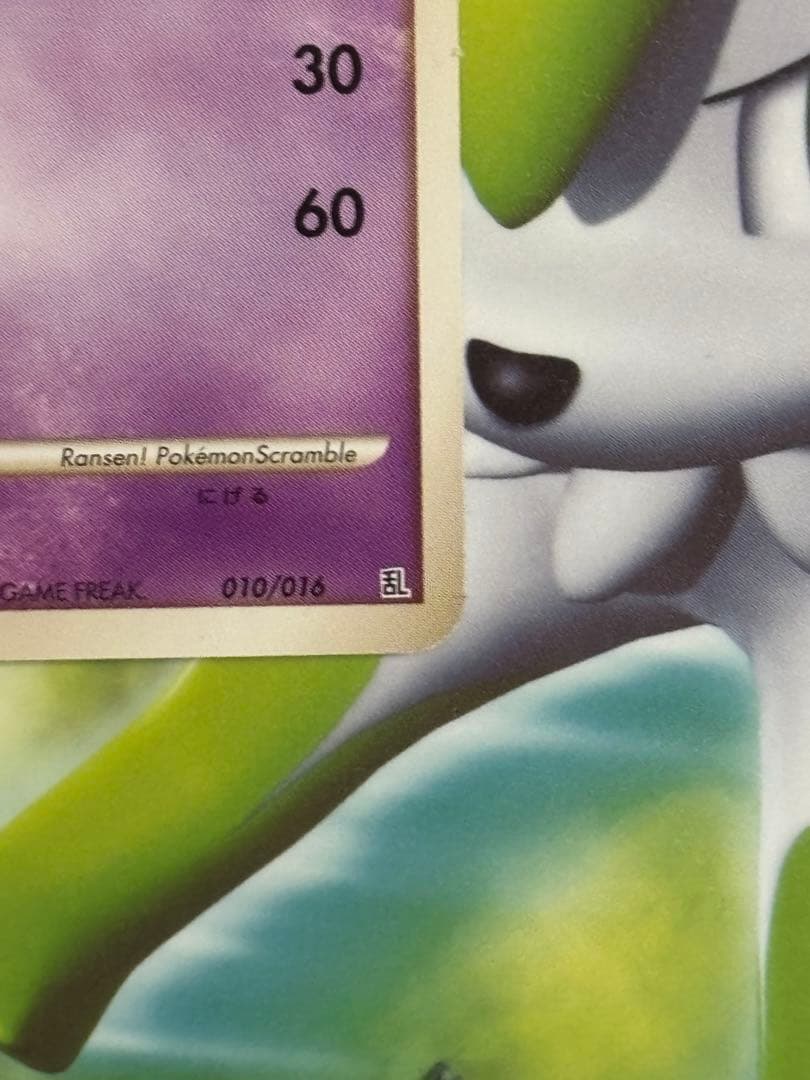 30
60
Ransen! PokémonScramble
にげる
GAME FREAK.
010/016 乱